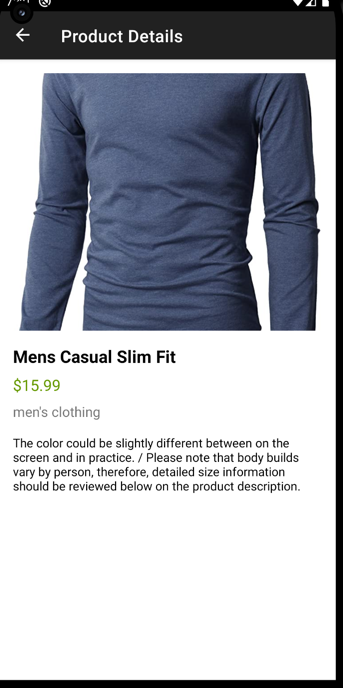 Product Details
Mens Casual Slim Fit
$15.99
men's clothing
The color could be slightly different between on the
screen and in practice. / Please note that body builds
vary by person, therefore, detailed size information
should be reviewed below on the product description.